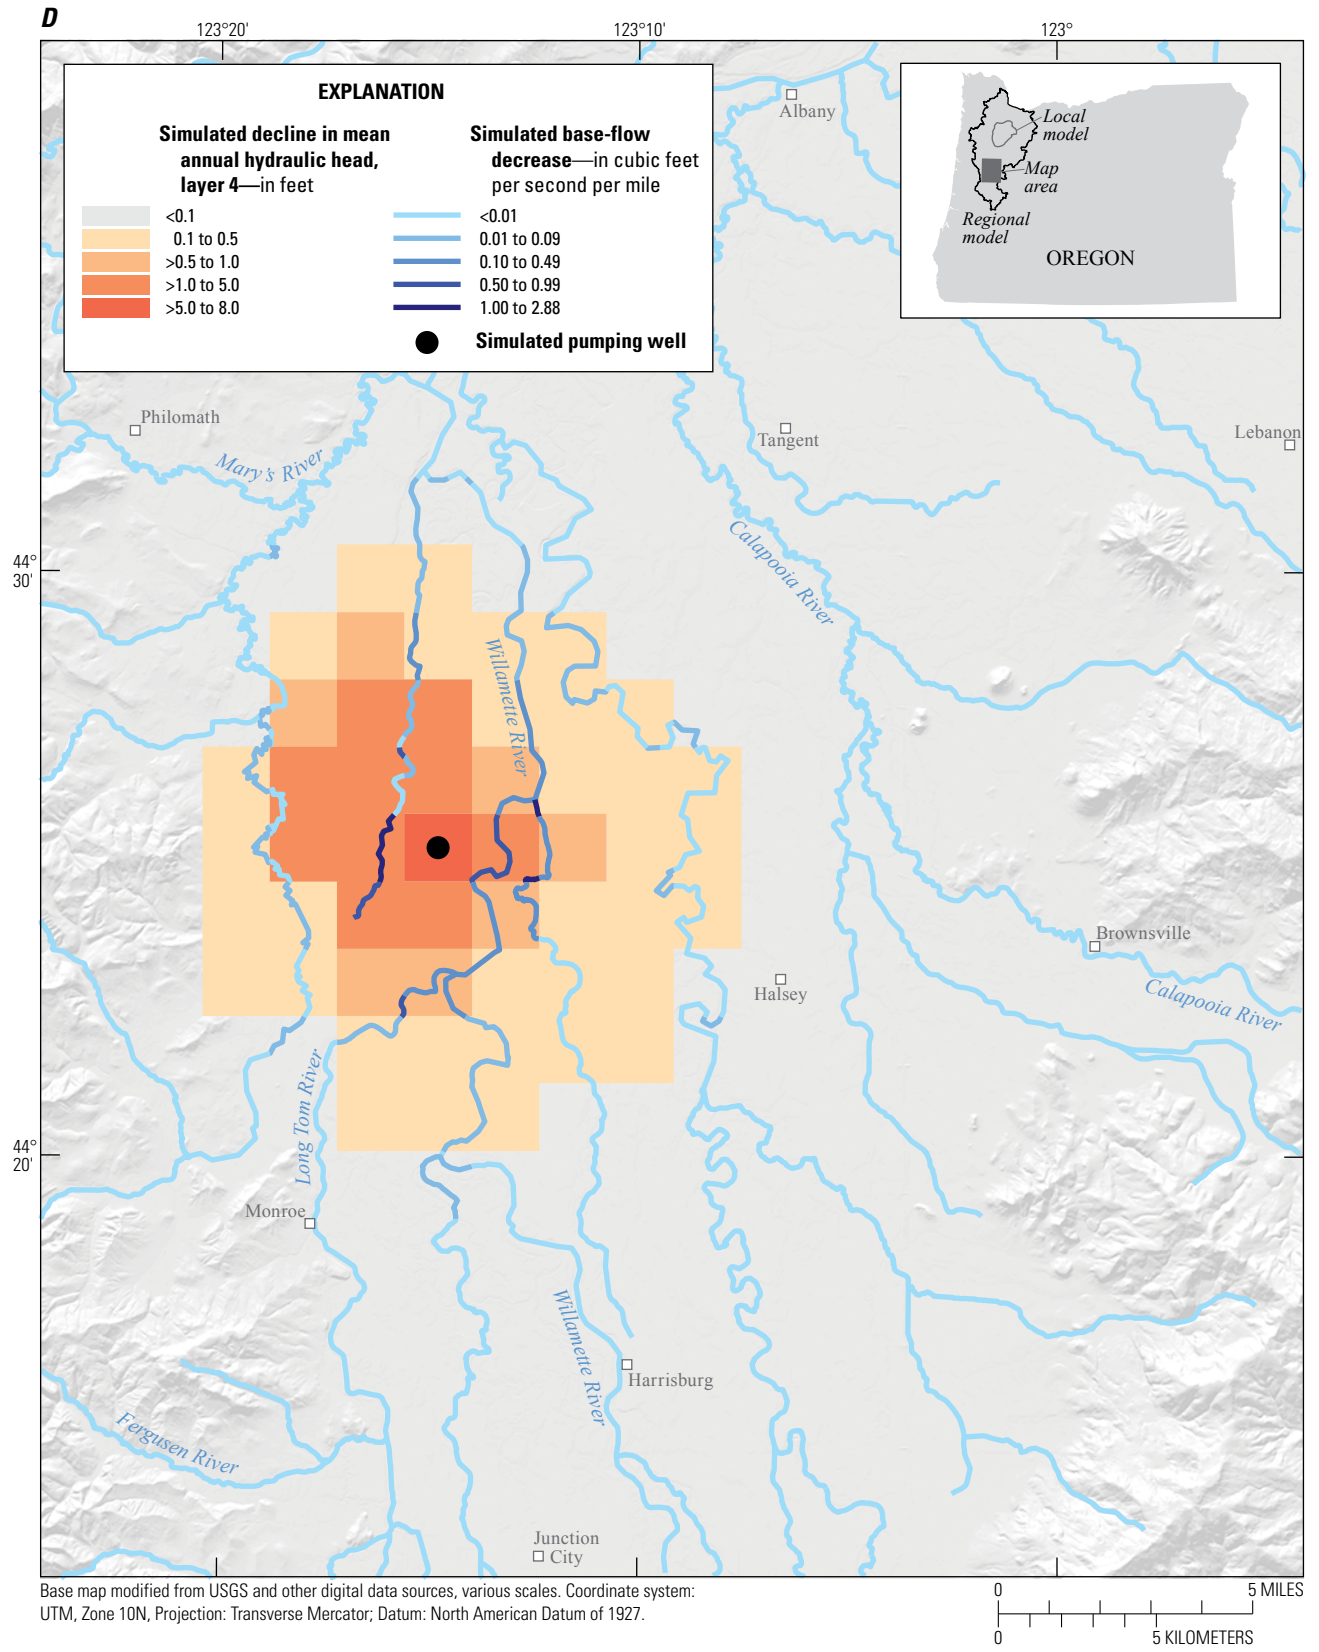 D
123°20'
123°10'
123°
EXPLANATION
Simulated decline in mean
annual hydraulic head,
layer 4—in feet
<0.1
0.1 to 0.5
>0.5 to 1.0
>1.0 to 5.0
>5.0 to 8.0
Simulated base-flow
decrease—in cubic feet
per second per mile
<0.01
0.01 to 0.09
0.10 to 0.49
0.50 to 0.99
1.00 to 2.88
Simulated pumping well
Local
model
Map
area
Regional
model
OREGON
Albany
Philomath
Mary's River
Tangent
Lebanon
Calapooia River
44°
30'
Willamette River
Brownsville
Halsey
Calapooia River
Long Tom River
44°
20'
Monroe
Willamette River
Harrisburg
Fergusen River
Junction
City
Base map modified from USGS and other digital data sources, various scales. Coordinate system:
UTM, Zone 10N, Projection: Transverse Mercator; Datum: North American Datum of 1927.
0 5 MILES
0 5 KILOMETERS